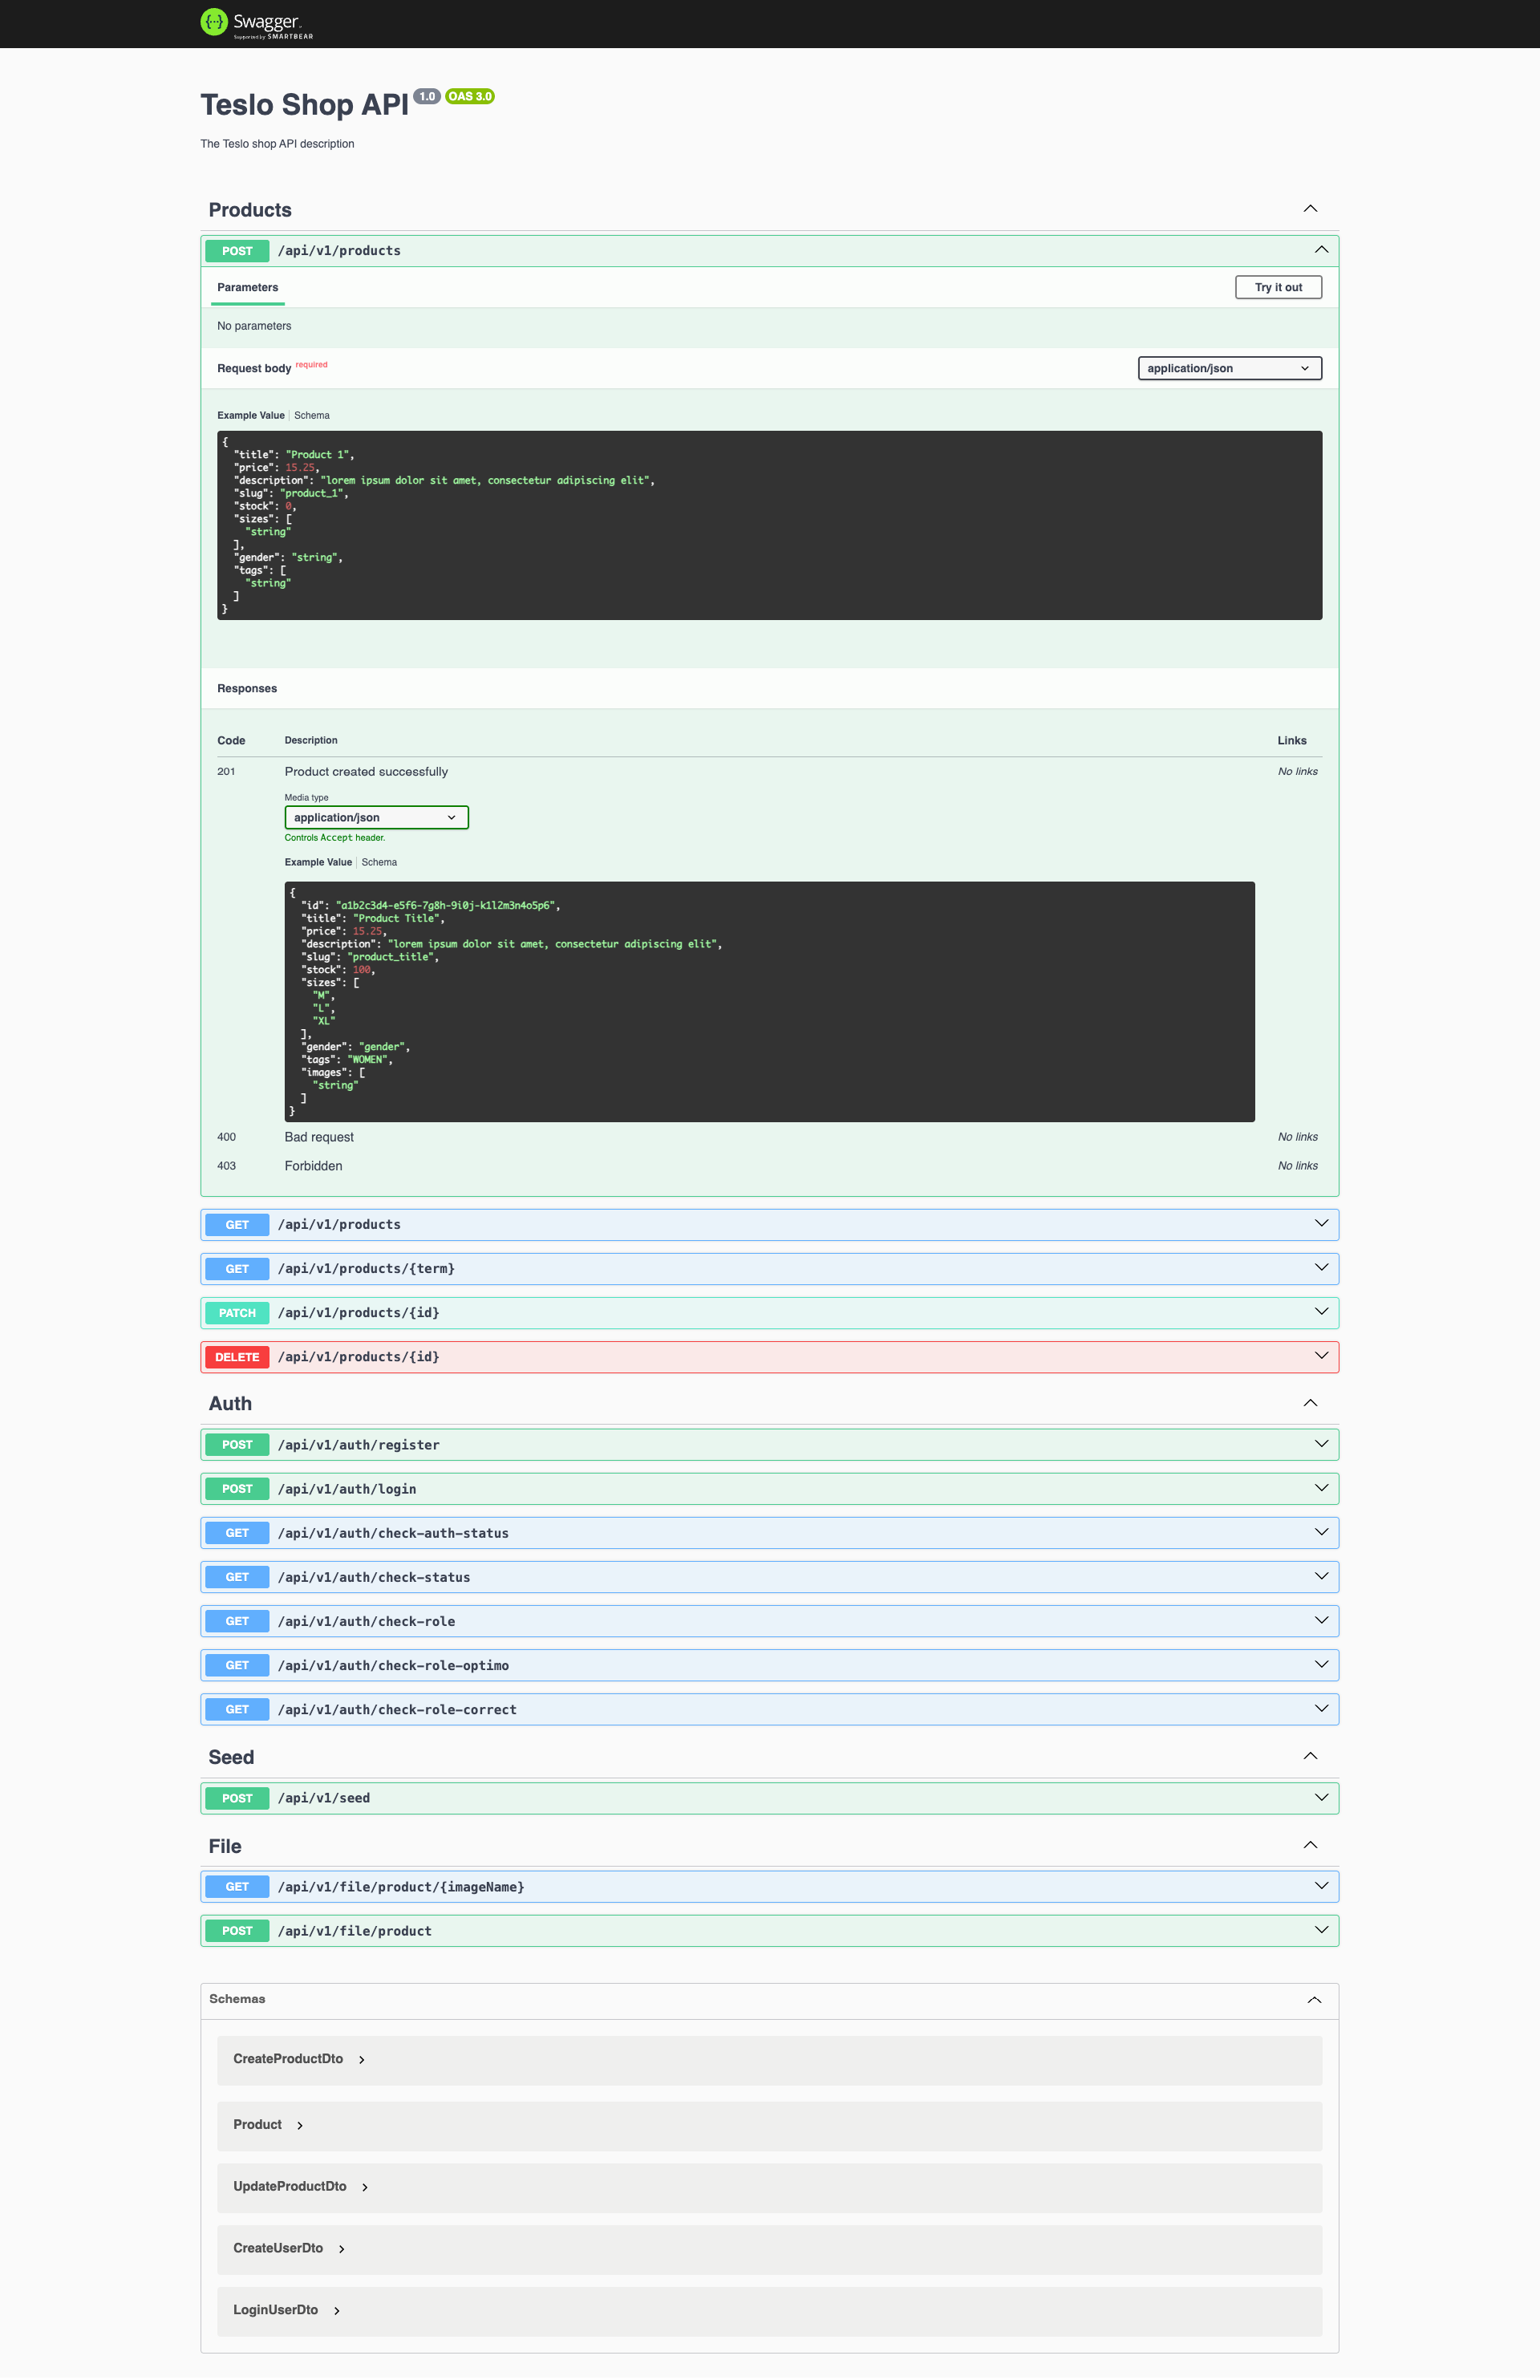 Swagger
Supported by SMARTBEAR
Teslo Shop API 1.0 OAS 3.0
The Teslo shop API description
Products
POST /api/v1/products
Parameters Try it out
No parameters
Request body required application/json
Example Value Schema
{
"title": "Product 1",
"price": 15.25,
"description": "lorem ipsum dolor sit amet, consectetur adipiscing elit",
"slug": "product_1",
"stock": 0,
"sizes": [
"string"
],
"gender": "string",
"tags": [
"string"
]
}
Responses
Code Description Links
201 Product created successfully No links
Media type
application/json
Controls Accept header.
Example Value Schema
{
"id": "a1b2c3d4-e5f6-7g8h-9i0j-k1l2m3n4o5p6",
"title": "Product Title",
"price": 15.25,
"description": "lorem ipsum dolor sit amet, consectetur adipiscing elit",
"slug": "product_title",
"stock": 100,
"sizes": [
"M",
"L",
"XL"
],
"gender": "gender",
"tags": "WOMEN",
"images": [
"string"
]
}
400 Bad request No links
403 Forbidden No links
GET /api/v1/products
GET /api/v1/products/{term}
PATCH /api/v1/products/{id}
DELETE /api/v1/products/{id}
Auth
POST /api/v1/auth/register
POST /api/v1/auth/login
GET /api/v1/auth/check-auth-status
GET /api/v1/auth/check-status
GET /api/v1/auth/check-role
GET /api/v1/auth/check-role-optimo
GET /api/v1/auth/check-role-correct
Seed
POST /api/v1/seed
File
GET /api/v1/file/product/{imageName}
POST /api/v1/file/product
Schemas
CreateProductDto
Product
UpdateProductDto
CreateUserDto
LoginUserDto